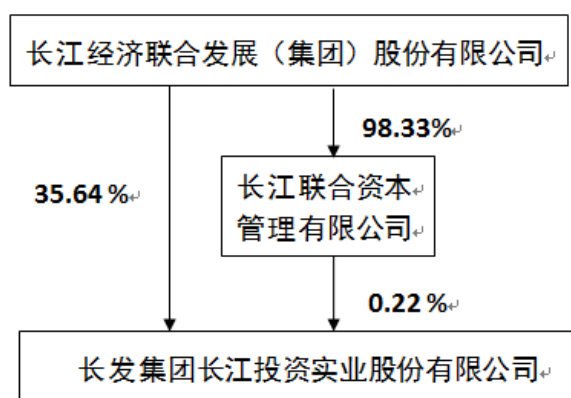 长江经济联合发展（集团）股份有限公司
98.33%
35.64 %
长江联合资本
管理有限公司
0.22 %
长发集团长江投资实业股份有限公司